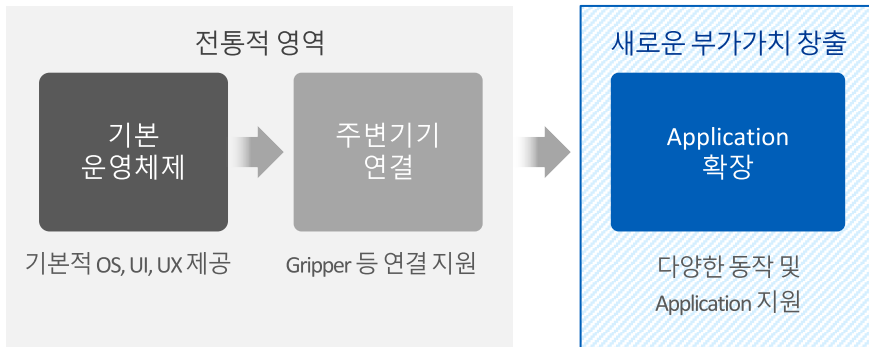 전통적 영역
기본
운영체제
기본적 OS, UI, UX 제공
주변기기
연결
Gripper 등 연결 지원
새로운 부가가치 창출
Application
확장
다양한 동작 및
Application 지원